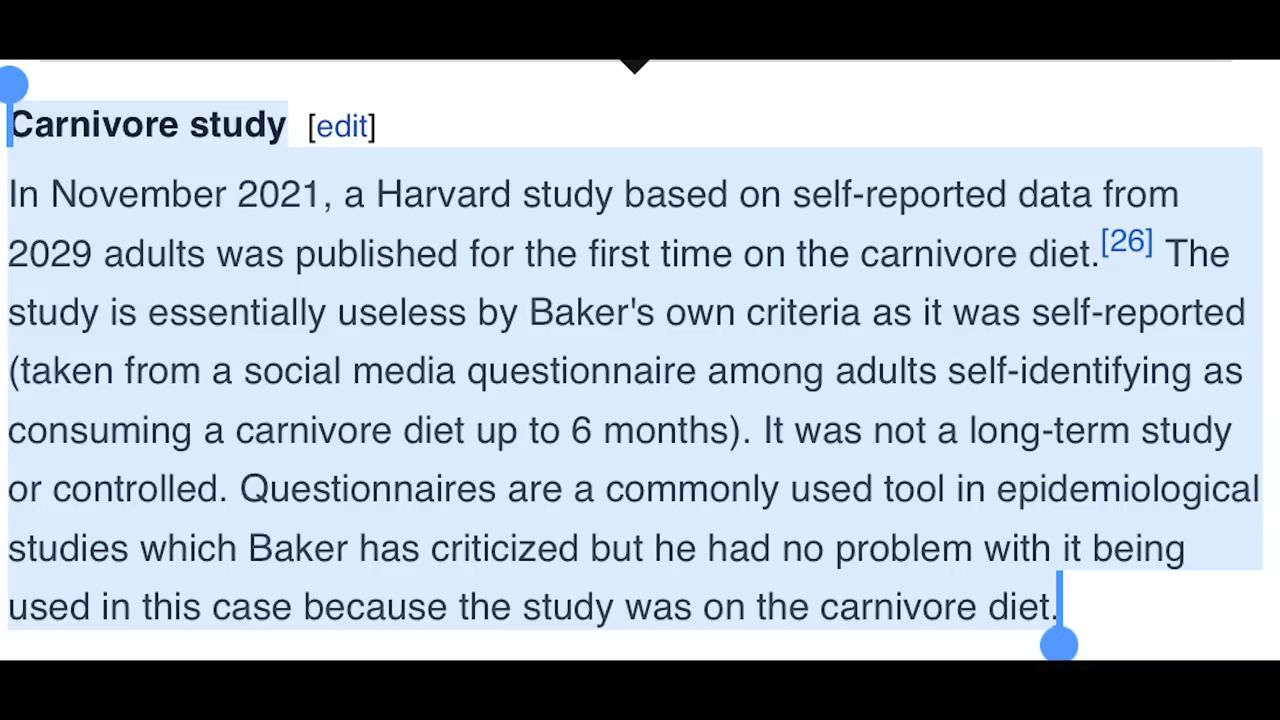 Carnivore study [edit]
In November 2021, a Harvard study based on self-reported data from
2029 adults was published for the first time on the carnivore diet.[26] The
study is essentially useless by Baker's own criteria as it was self-reported
(taken from a social media questionnaire among adults self-identifying as
consuming a carnivore diet up to 6 months). It was not a long-term study
or controlled. Questionnaires are a commonly used tool in epidemiological
studies which Baker has criticized but he had no problem with it being
used in this case because the study was on the carnivore diet.